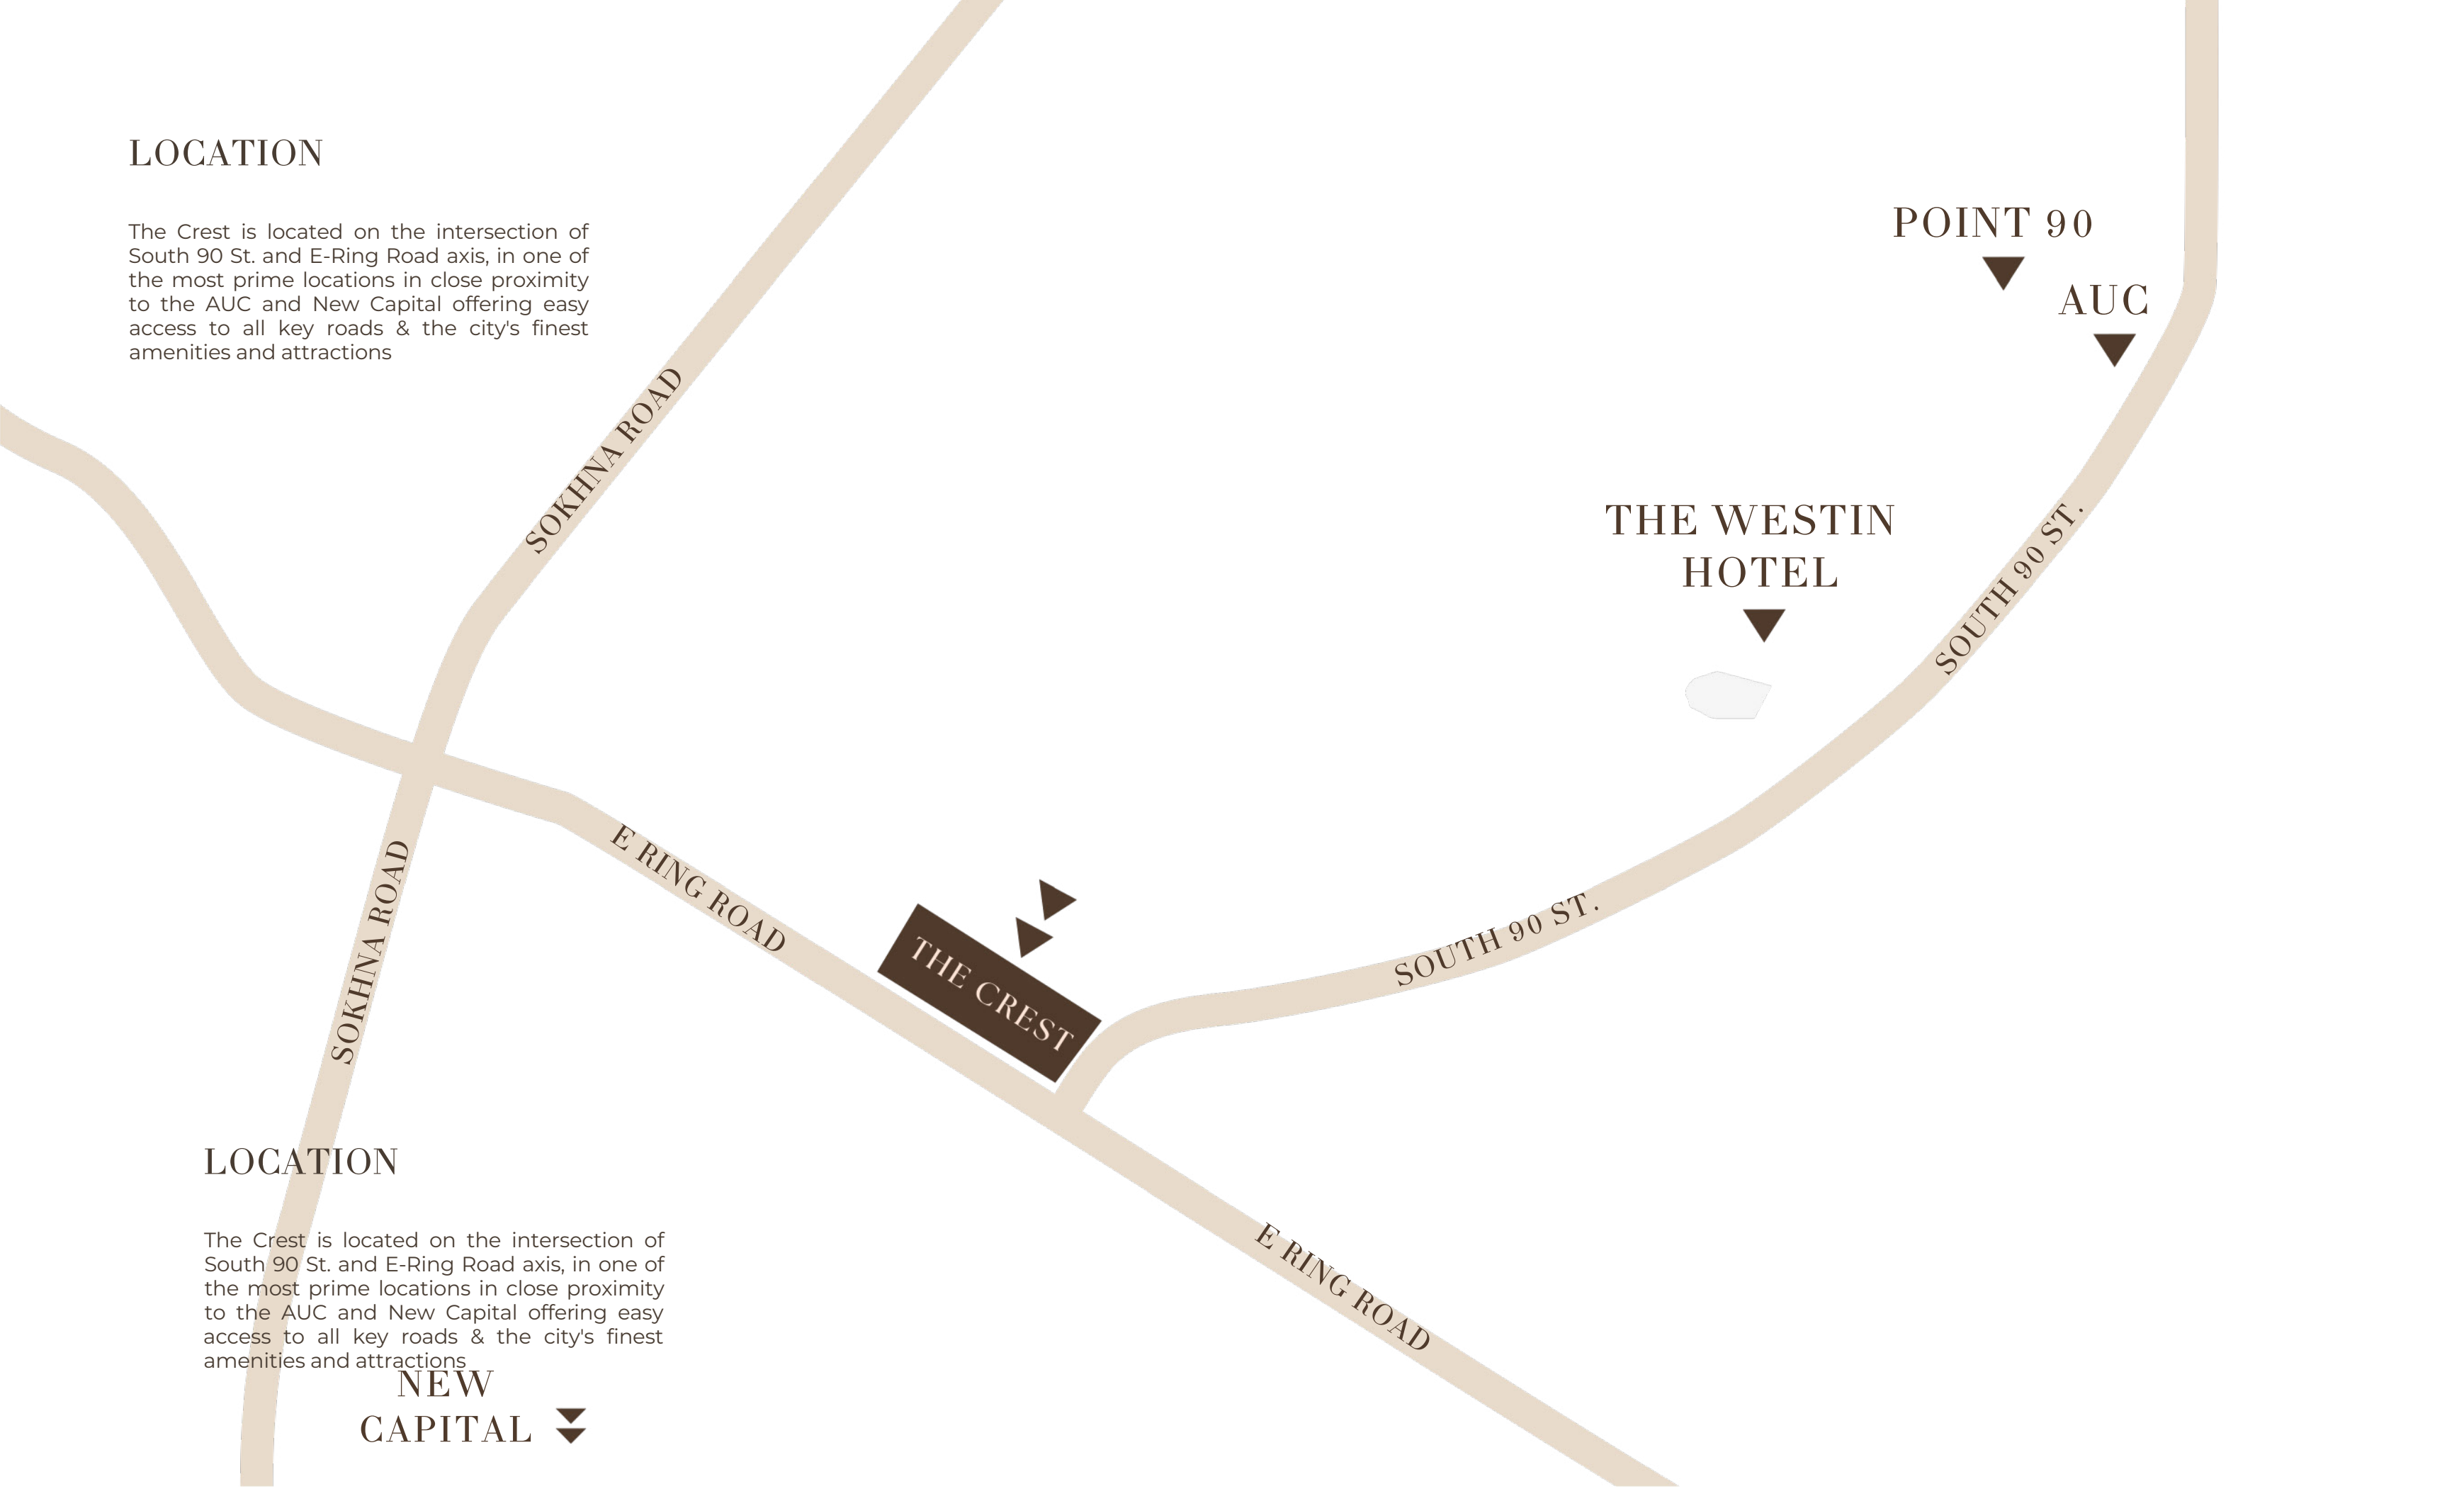 LOCATION
The Crest is located on the intersection of
South 90 St. and E-Ring Road axis, in one of
the most prime locations in close proximity
to the AUC and New Capital offering easy
access to all key roads & the city's finest
amenities and attractions
POINT 90
AUC
SOKHNA ROAD
THE WESTIN
HOTEL
SOUTH 90 ST.
E RING ROAD
SOKHNA ROAD
THE CREST
SOUTH 90 ST.
LOCATION
The Crest is located on the intersection of
South 90 St. and E-Ring Road axis, in one of
the most prime locations in close proximity
to the AUC and New Capital offering easy
access to all key roads & the city's finest
amenities and attractions
E RING ROAD
NEW
CAPITAL